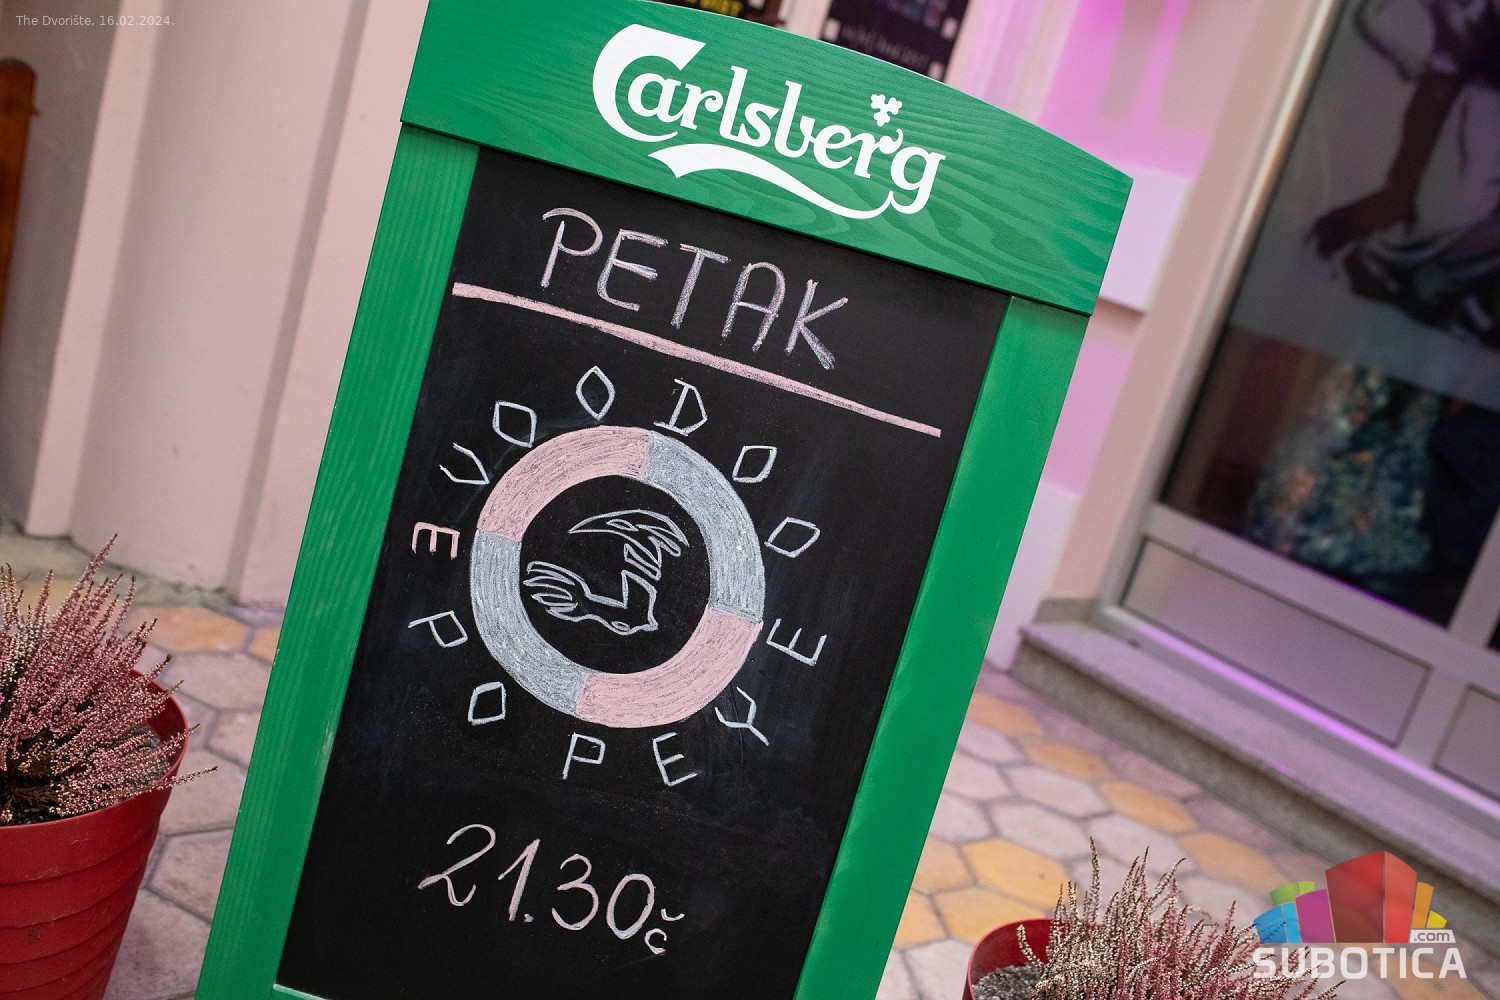 The Dvorište, 16.02.2024.
Carlsberg
PETAK
E VOODOO
POPEYE
21.30č
SUBOTICA
.com